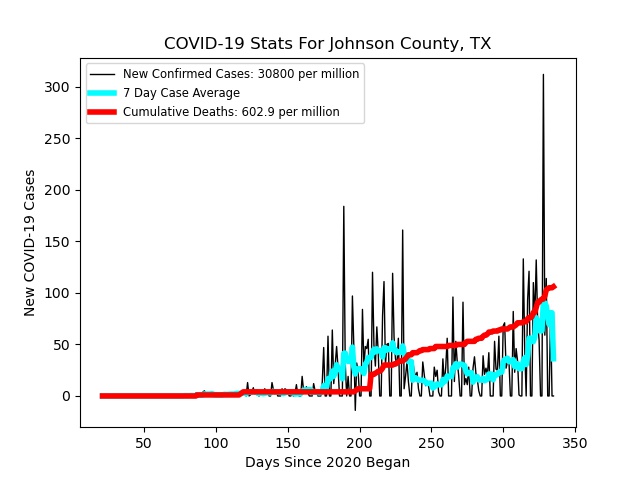 COVID-19 Stats For Johnson County, TX
New Confirmed Cases: 30800 per million
7 Day Case Average
Cumulative Deaths: 602.9 per million
New COVID-19 Cases
300
250
200
150
100
50
0
50 100 150 200 250 300 350
Days Since 2020 Began